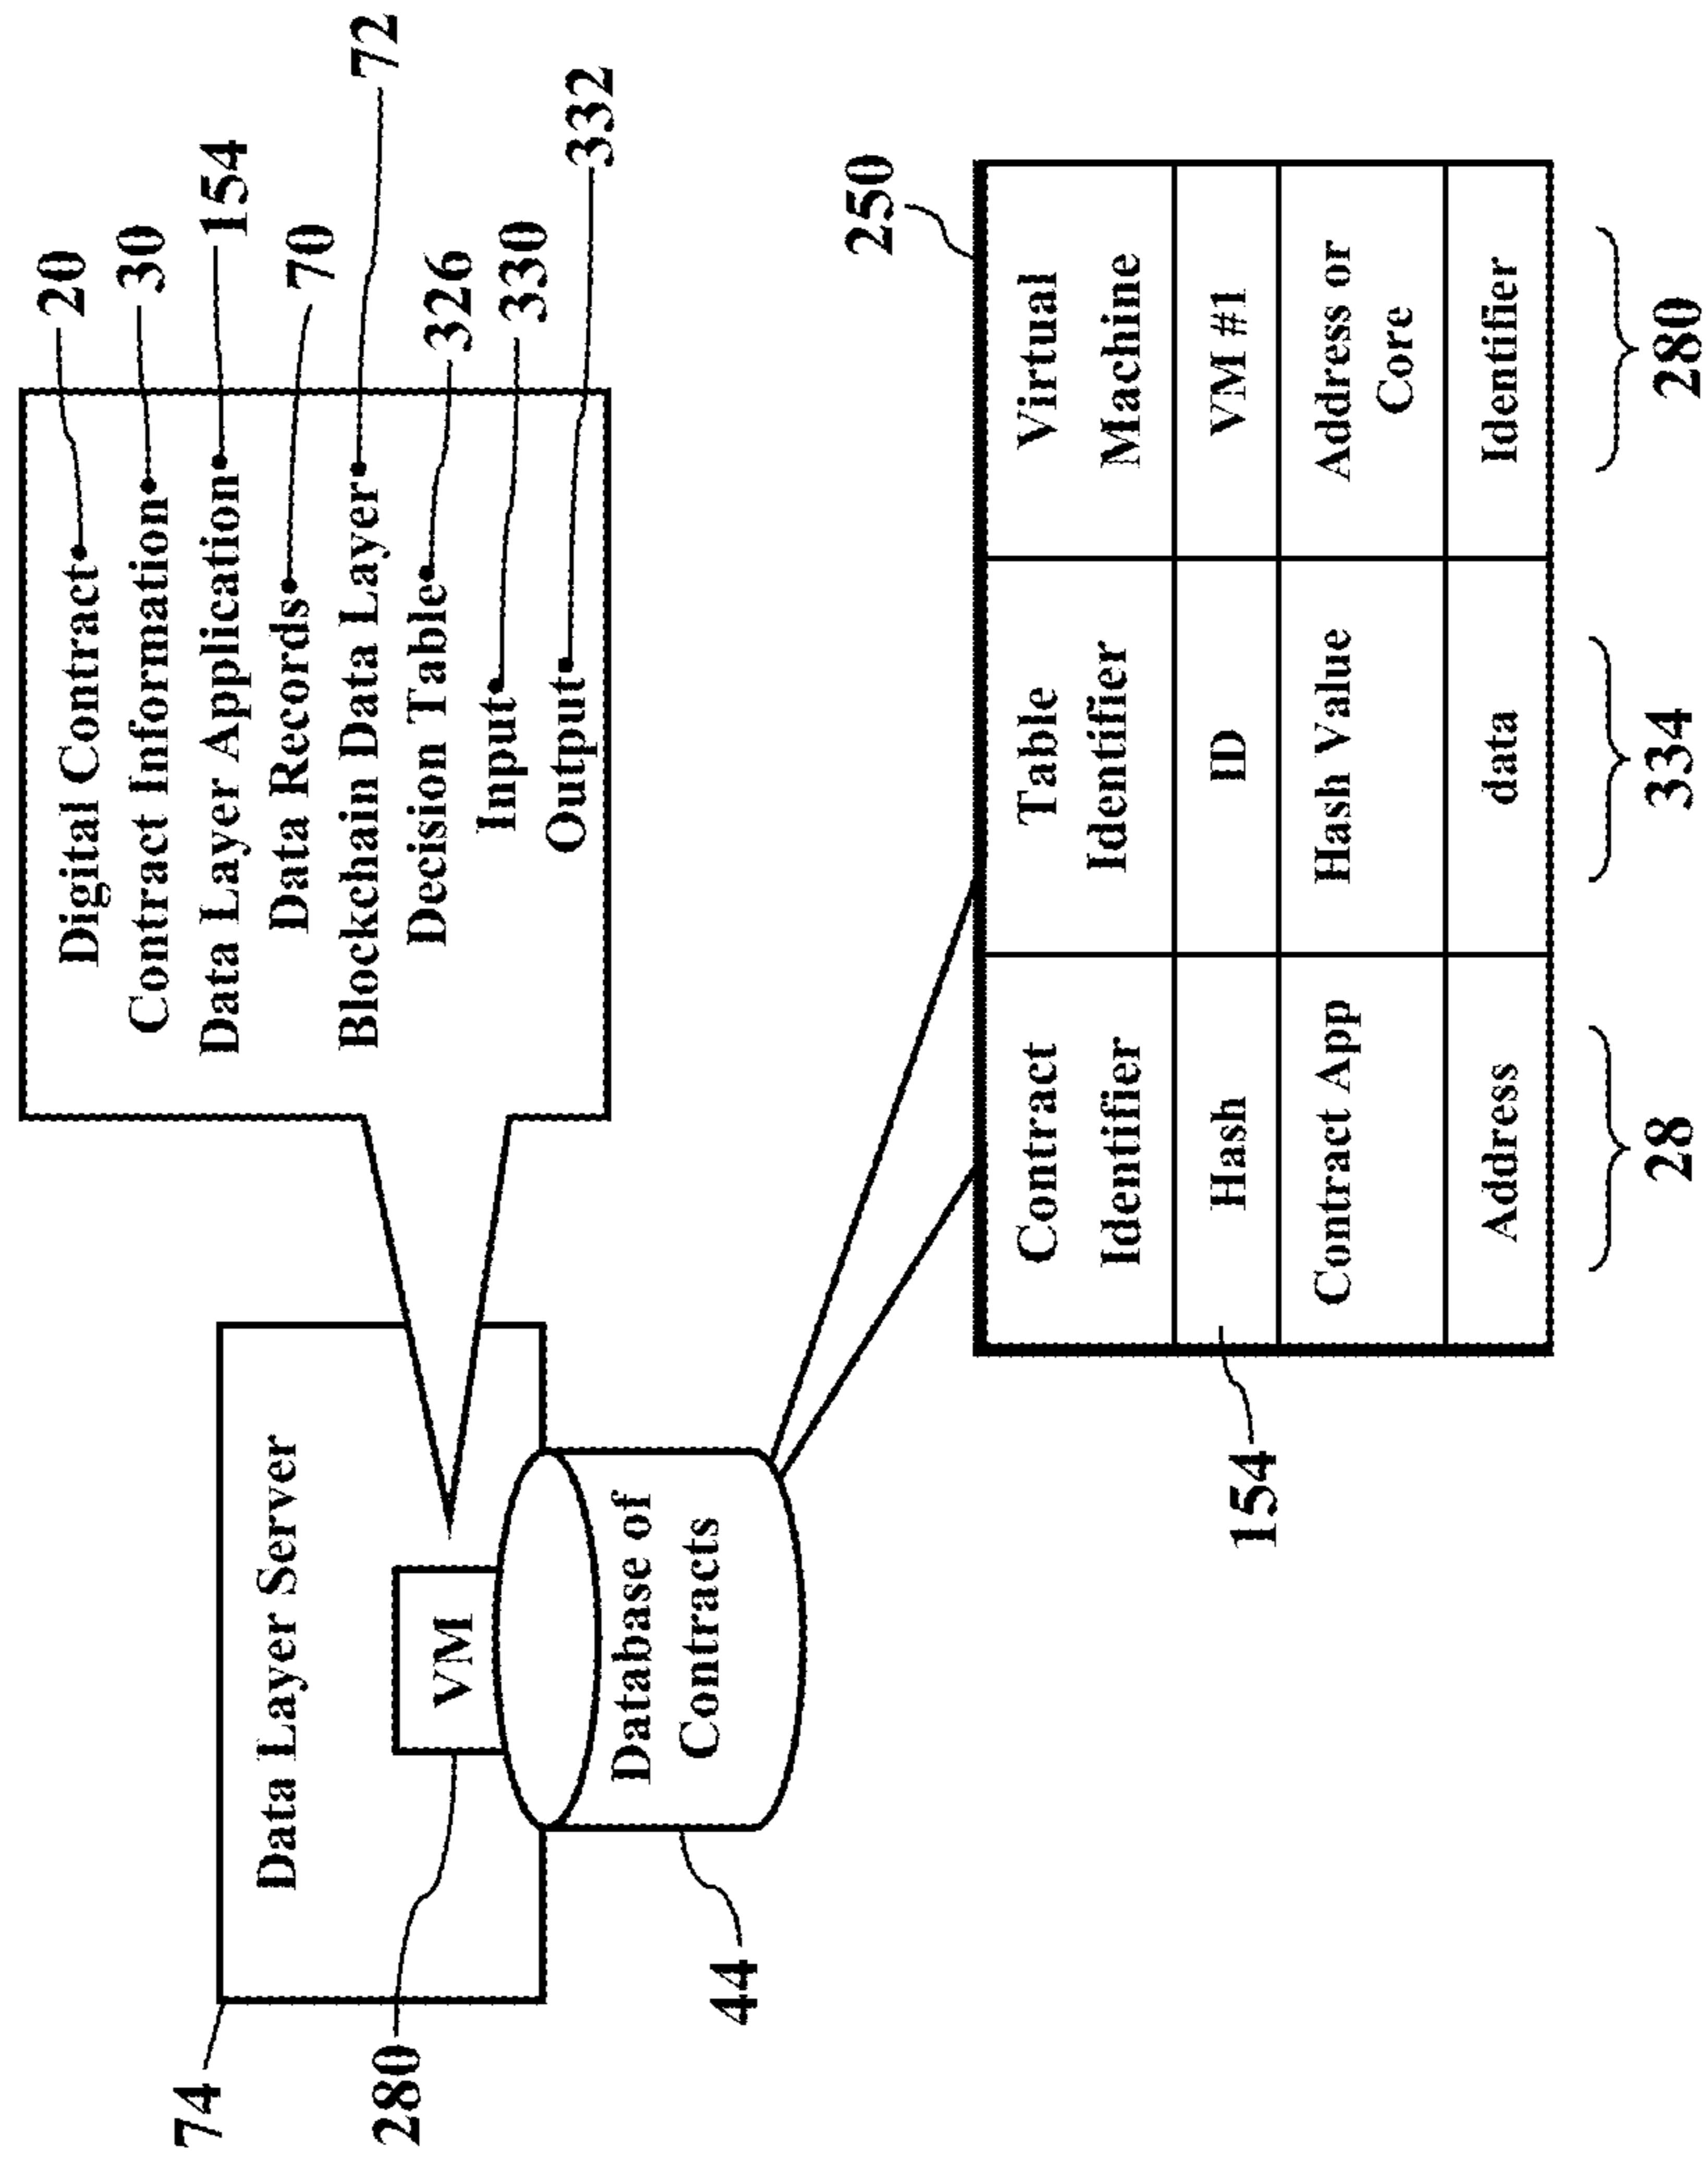 74
Data Layer Server
280
VM
44
Database of
Contracts
Digital Contract
20
Contract Information
30
Data Layer Application
154
Data Records
70
Blockchain Data Layer
72
Decision Table
326
Input
330
Output
332
250
Contract
Identifier
Table
Identifier
Virtual
Machine
154
Hash
ID
VM #1
Contract App
Hash Value
Address or
Core
Address
data
Identifier
28
334
280